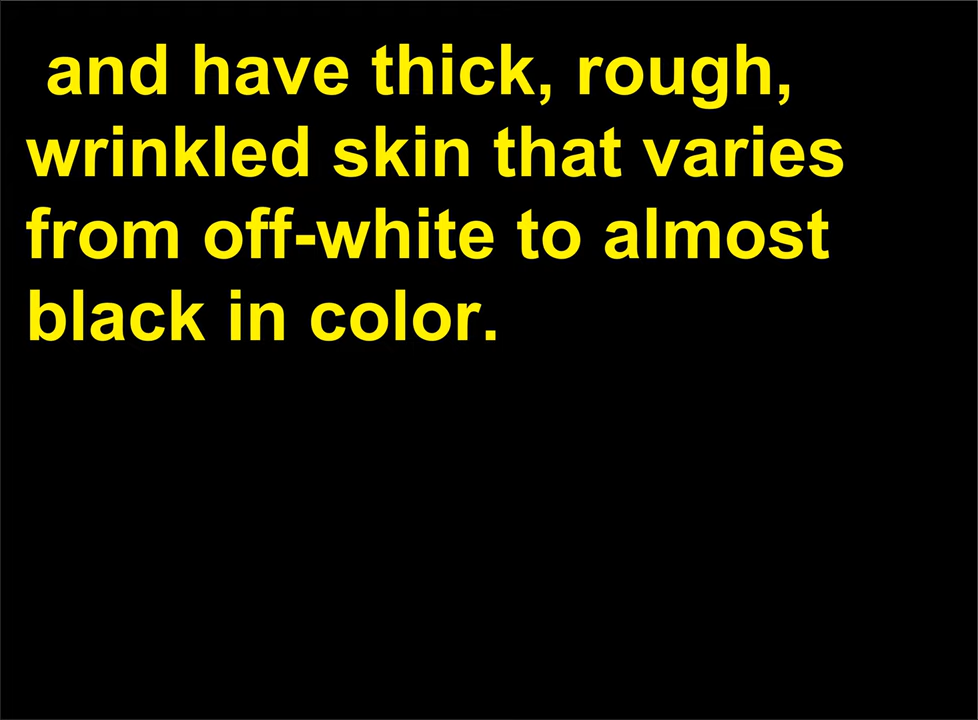 and have thick, rough,
wrinkled skin that varies
from off-white to almost
black in color.